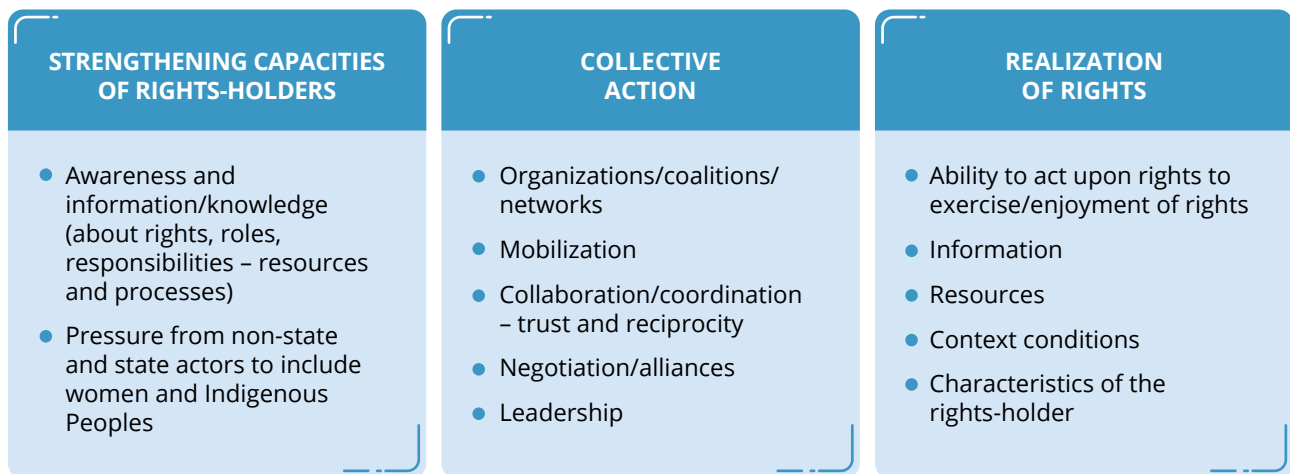 STRENGTHENING CAPACITIES
OF RIGHTS-HOLDERS
Awareness and
information/knowledge
(about rights, roles,
responsibilities – resources
and processes)
Pressure from non-state
and state actors to include
women and Indigenous
Peoples
COLLECTIVE
ACTION
Organizations/coalitions/
networks
Mobilization
Collaboration/coordination
– trust and reciprocity
Negotiation/alliances
Leadership
REALIZATION
OF RIGHTS
Ability to act upon rights to
exercise/enjoyment of rights
Information
Resources
Context conditions
Characteristics of the
rights-holder